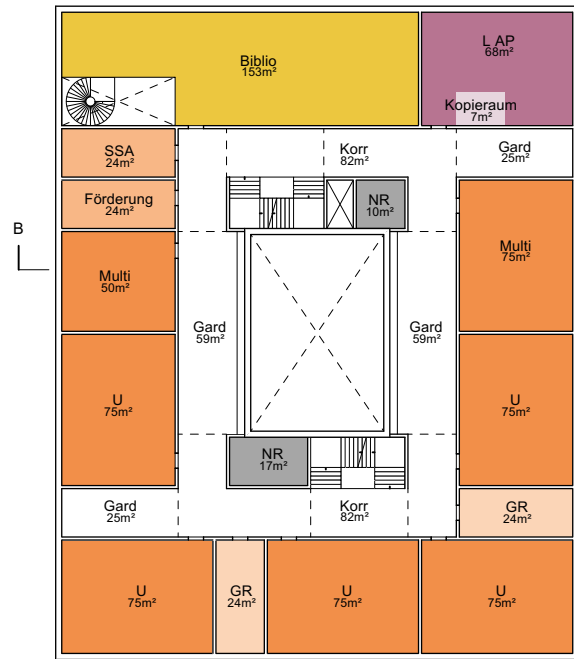 Biblio
153m²
L AP
68m²
Kopieraum
7m²
SSA
24m²
Korr
82m²
Gard
25m²
Förderung
24m²
NR
10m²
B
Multi
50m²
Multi
75m²
Gard
59m²
Gard
59m²
U
75m²
U
75m²
NR
17m²
Gard
25m²
Korr
82m²
GR
24m²
U
75m²
GR
24m²
U
75m²
U
75m²